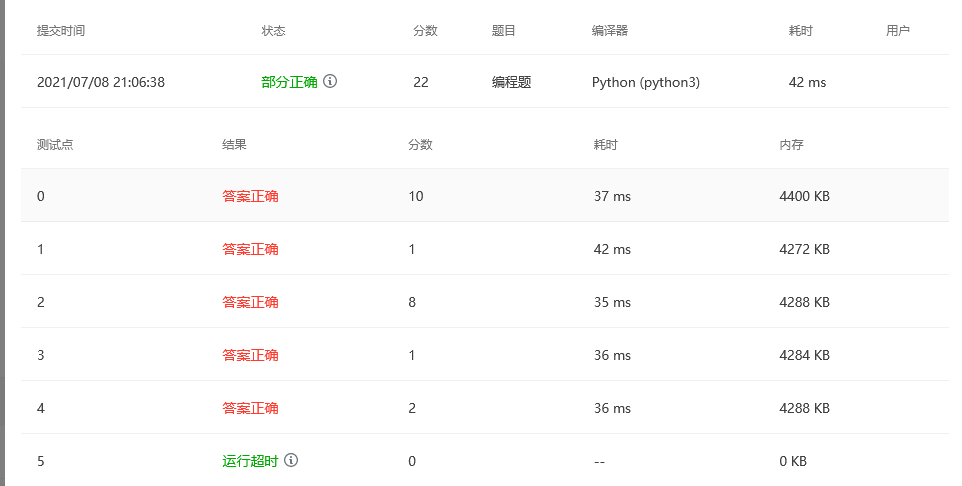 提交时间 状态 分数 题目 编译器 耗时 用户
2021/07/08 21:06:38 部分正确 22 编程题 Python (python3) 42 ms
测试点 结果 分数 耗时 内存
0 答案正确 10 37 ms 4400 KB
1 答案正确 1 42 ms 4272 KB
2 答案正确 8 35 ms 4288 KB
3 答案正确 1 36 ms 4284 KB
4 答案正确 2 36 ms 4288 KB
5 运行超时 0 -- 0 KB